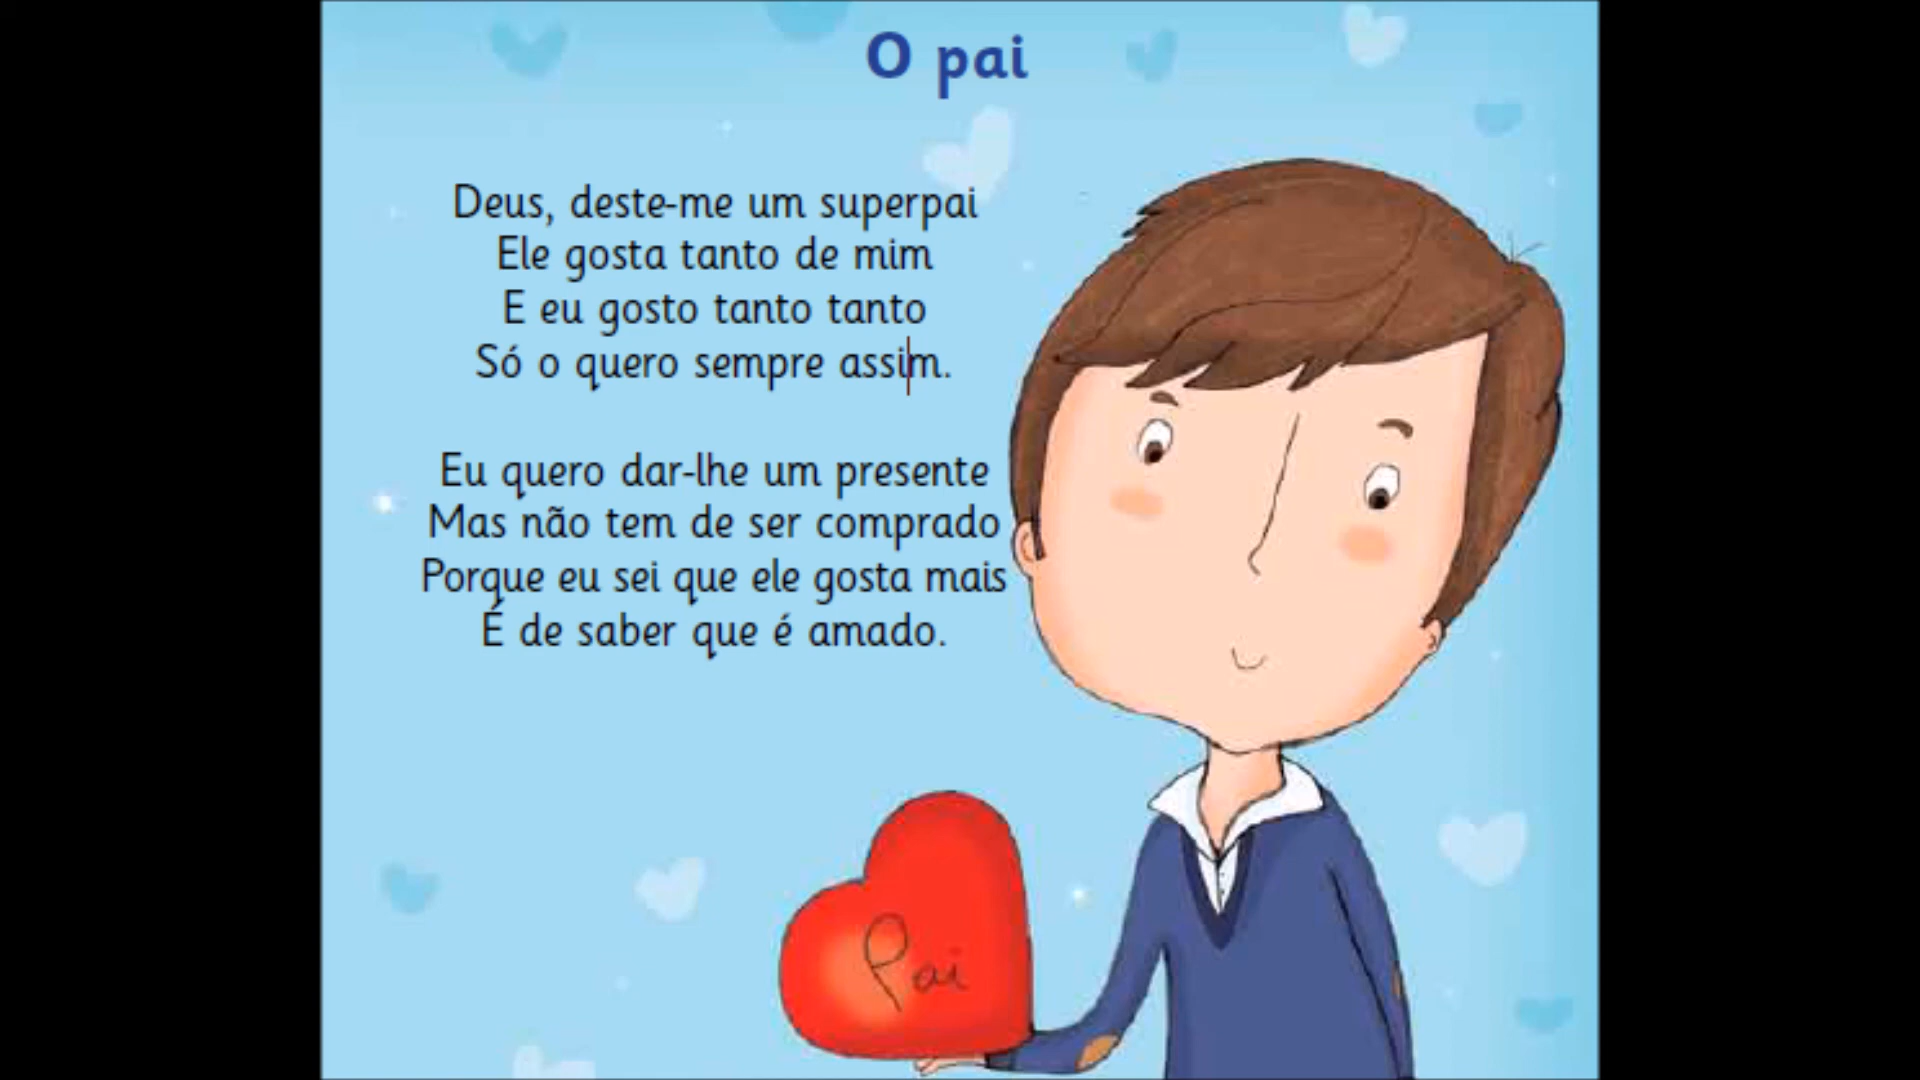 O pai
Deus, deste-me um superpai
Ele gosta tanto de mim
E eu gosto tanto tanto
Só o quero sempre assim.
Eu quero dar-lhe um presente
Mas não tem de ser comprado
Porque eu sei que ele gosta mais
É de saber que é amado.
Pai